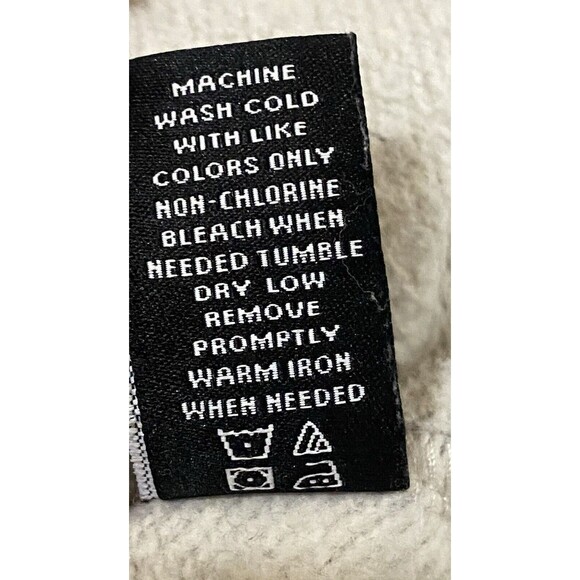 MACHINE
WASH COLD
WITH LIKE
COLORS ONLY
NON-CHLORINE
BLEACH WHEN
NEEDED TUMBLE
DRY LOW
REMOVE
PROMPTLY
WARM IRON
WHEN NEEDED